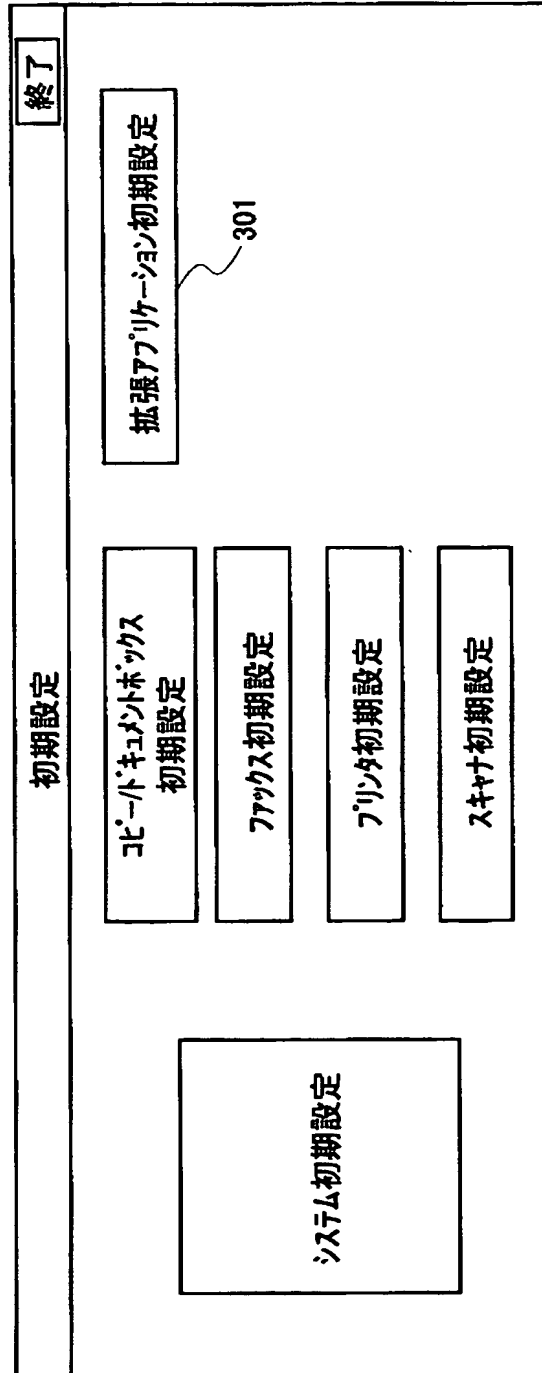 初期設定
終了
システム初期設定
コピー/ドキュメントボックス
初期設定
ファックス初期設定
プリンタ初期設定
スキャナ初期設定
拡張アプリケーション初期設定
301